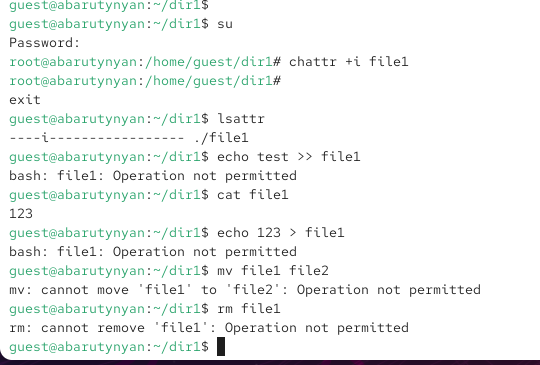 guest@abarutynyan:~/dir1$
guest@abarutynyan:~/dir1$ su
Password:
root@abarutynyan:/home/guest/dir1# chattr +i file1
root@abarutynyan:/home/guest/dir1#
exit
guest@abarutynyan:~/dir1$ lsattr
----i----------------- ./file1
guest@abarutynyan:~/dir1$ echo test >> file1
bash: file1: Operation not permitted
guest@abarutynyan:~/dir1$ cat file1
123
guest@abarutynyan:~/dir1$ echo 123 > file1
bash: file1: Operation not permitted
guest@abarutynyan:~/dir1$ mv file1 file2
mv: cannot move 'file1' to 'file2': Operation not permitted
guest@abarutynyan:~/dir1$ rm file1
rm: cannot remove 'file1': Operation not permitted
guest@abarutynyan:~/dir1$